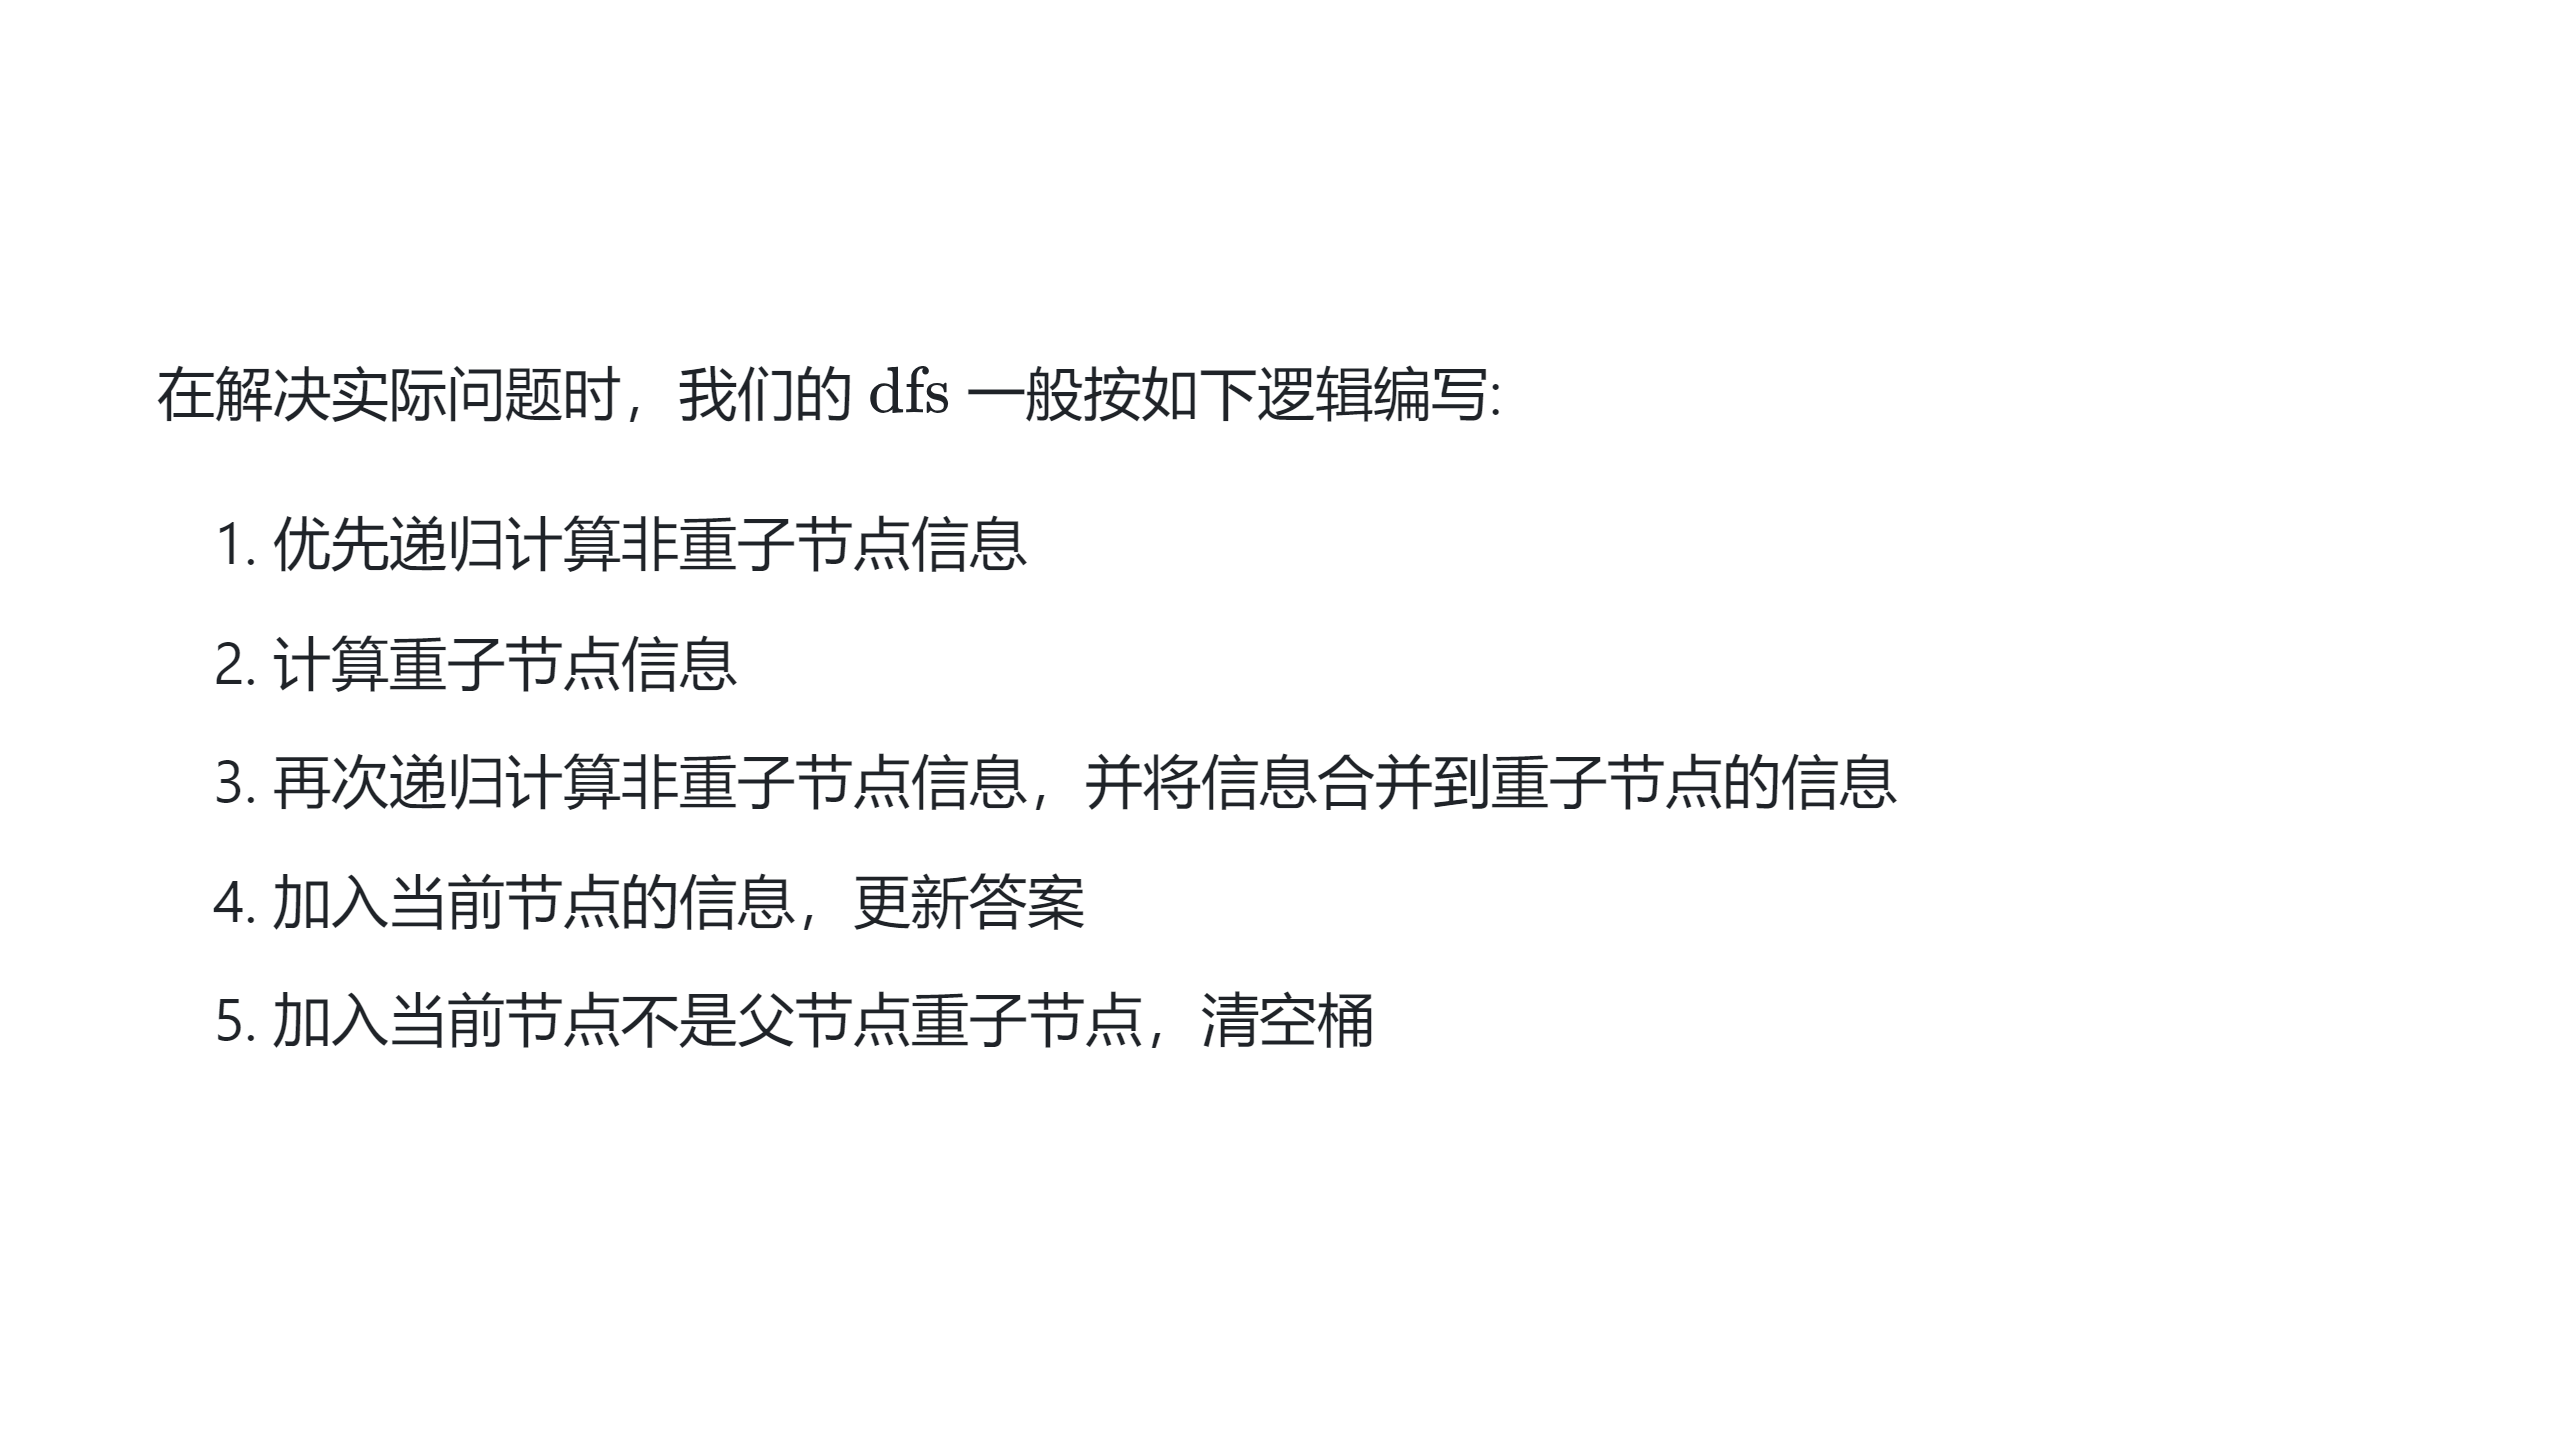 在解决实际问题时，我们的 dfs 一般按如下逻辑编写:
1. 优先递归计算非重子节点信息
2. 计算重子节点信息
3. 再次递归计算非重子节点信息，并将信息合并到重子节点的信息
4. 加入当前节点的信息，更新答案
5. 加入当前节点不是父节点重子节点，清空桶